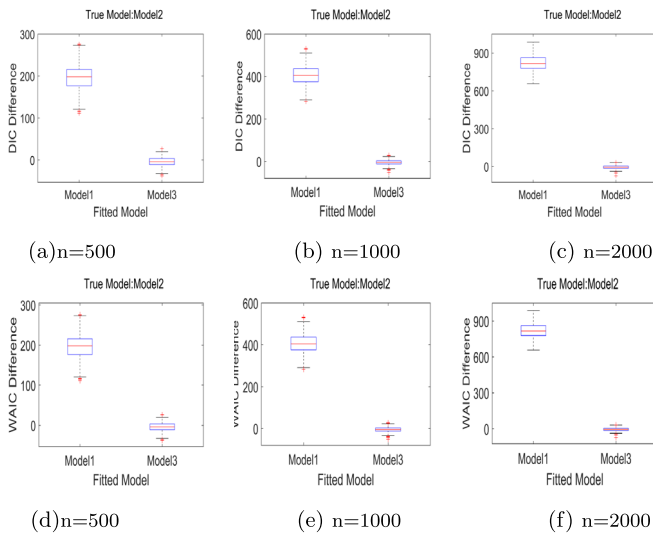 True Model:Model2
300
200
100
0
DIC Difference
Model1 Model3
Fitted Model
(a)n=500
True Model:Model2
600
400
200
0
DIC Difference
Model1 Model3
Fitted Model
(b) n=1000
True Model:Model2
900
600
300
0
DIC Difference
Model1 Model3
Fitted Model
(c) n=2000
True Model:Model2
300
200
100
0
WAIC Difference
Model1 Model3
Fitted Model
(d)n=500
True Model:Model2
600
400
200
0
WAIC Difference
Model1 Model3
Fitted Model
(e) n=1000
True Model:Model2
900
600
300
0
WAIC Difference
Model1 Model3
Fitted Model
(f) n=2000